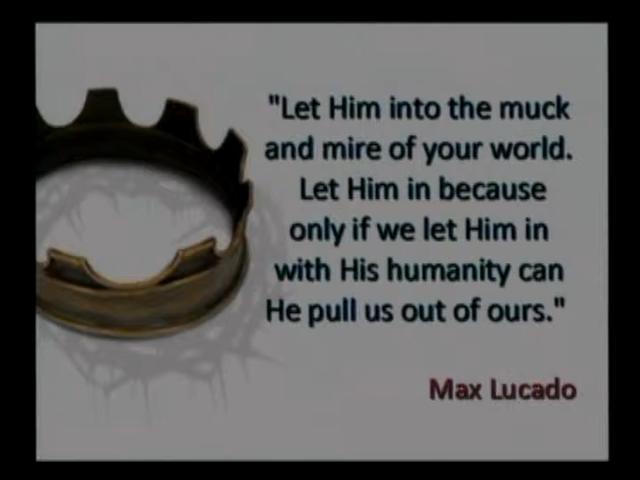 "Let Him into the muck
and mire of your world.
Let Him in because
only if we let Him in
with His humanity can
He pull us out of ours."
Max Lucado